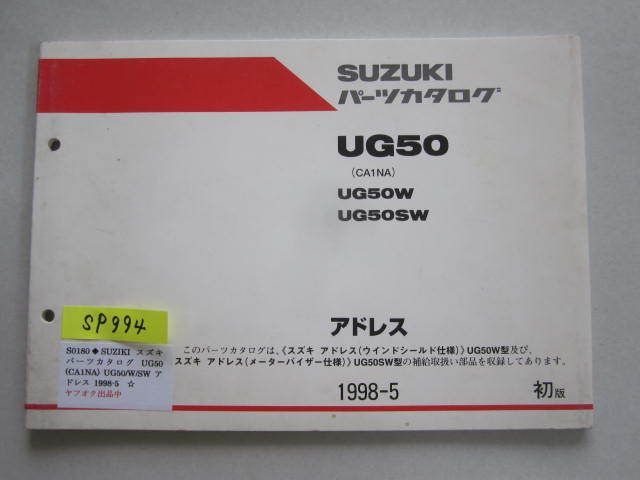 SUZUKI
パーツカタログ
UG50
(CA1NA)
UG50W
UG50SW
アドレス
このパーツカタログは、《スズキ アドレス(ウインドシールド仕様)》UG50W型及び、
スズキ アドレス(メーターバイザー仕様)》UG50SW型の補給取扱い部品を収録してあります。
1998-5
初版
SP994
S0180◆SUZIKI スズキ
パーツカタログ UG50
(CA1NA) UG50/W/SW ア
ドレス 1998·5 ☆
ヤフオク出品中